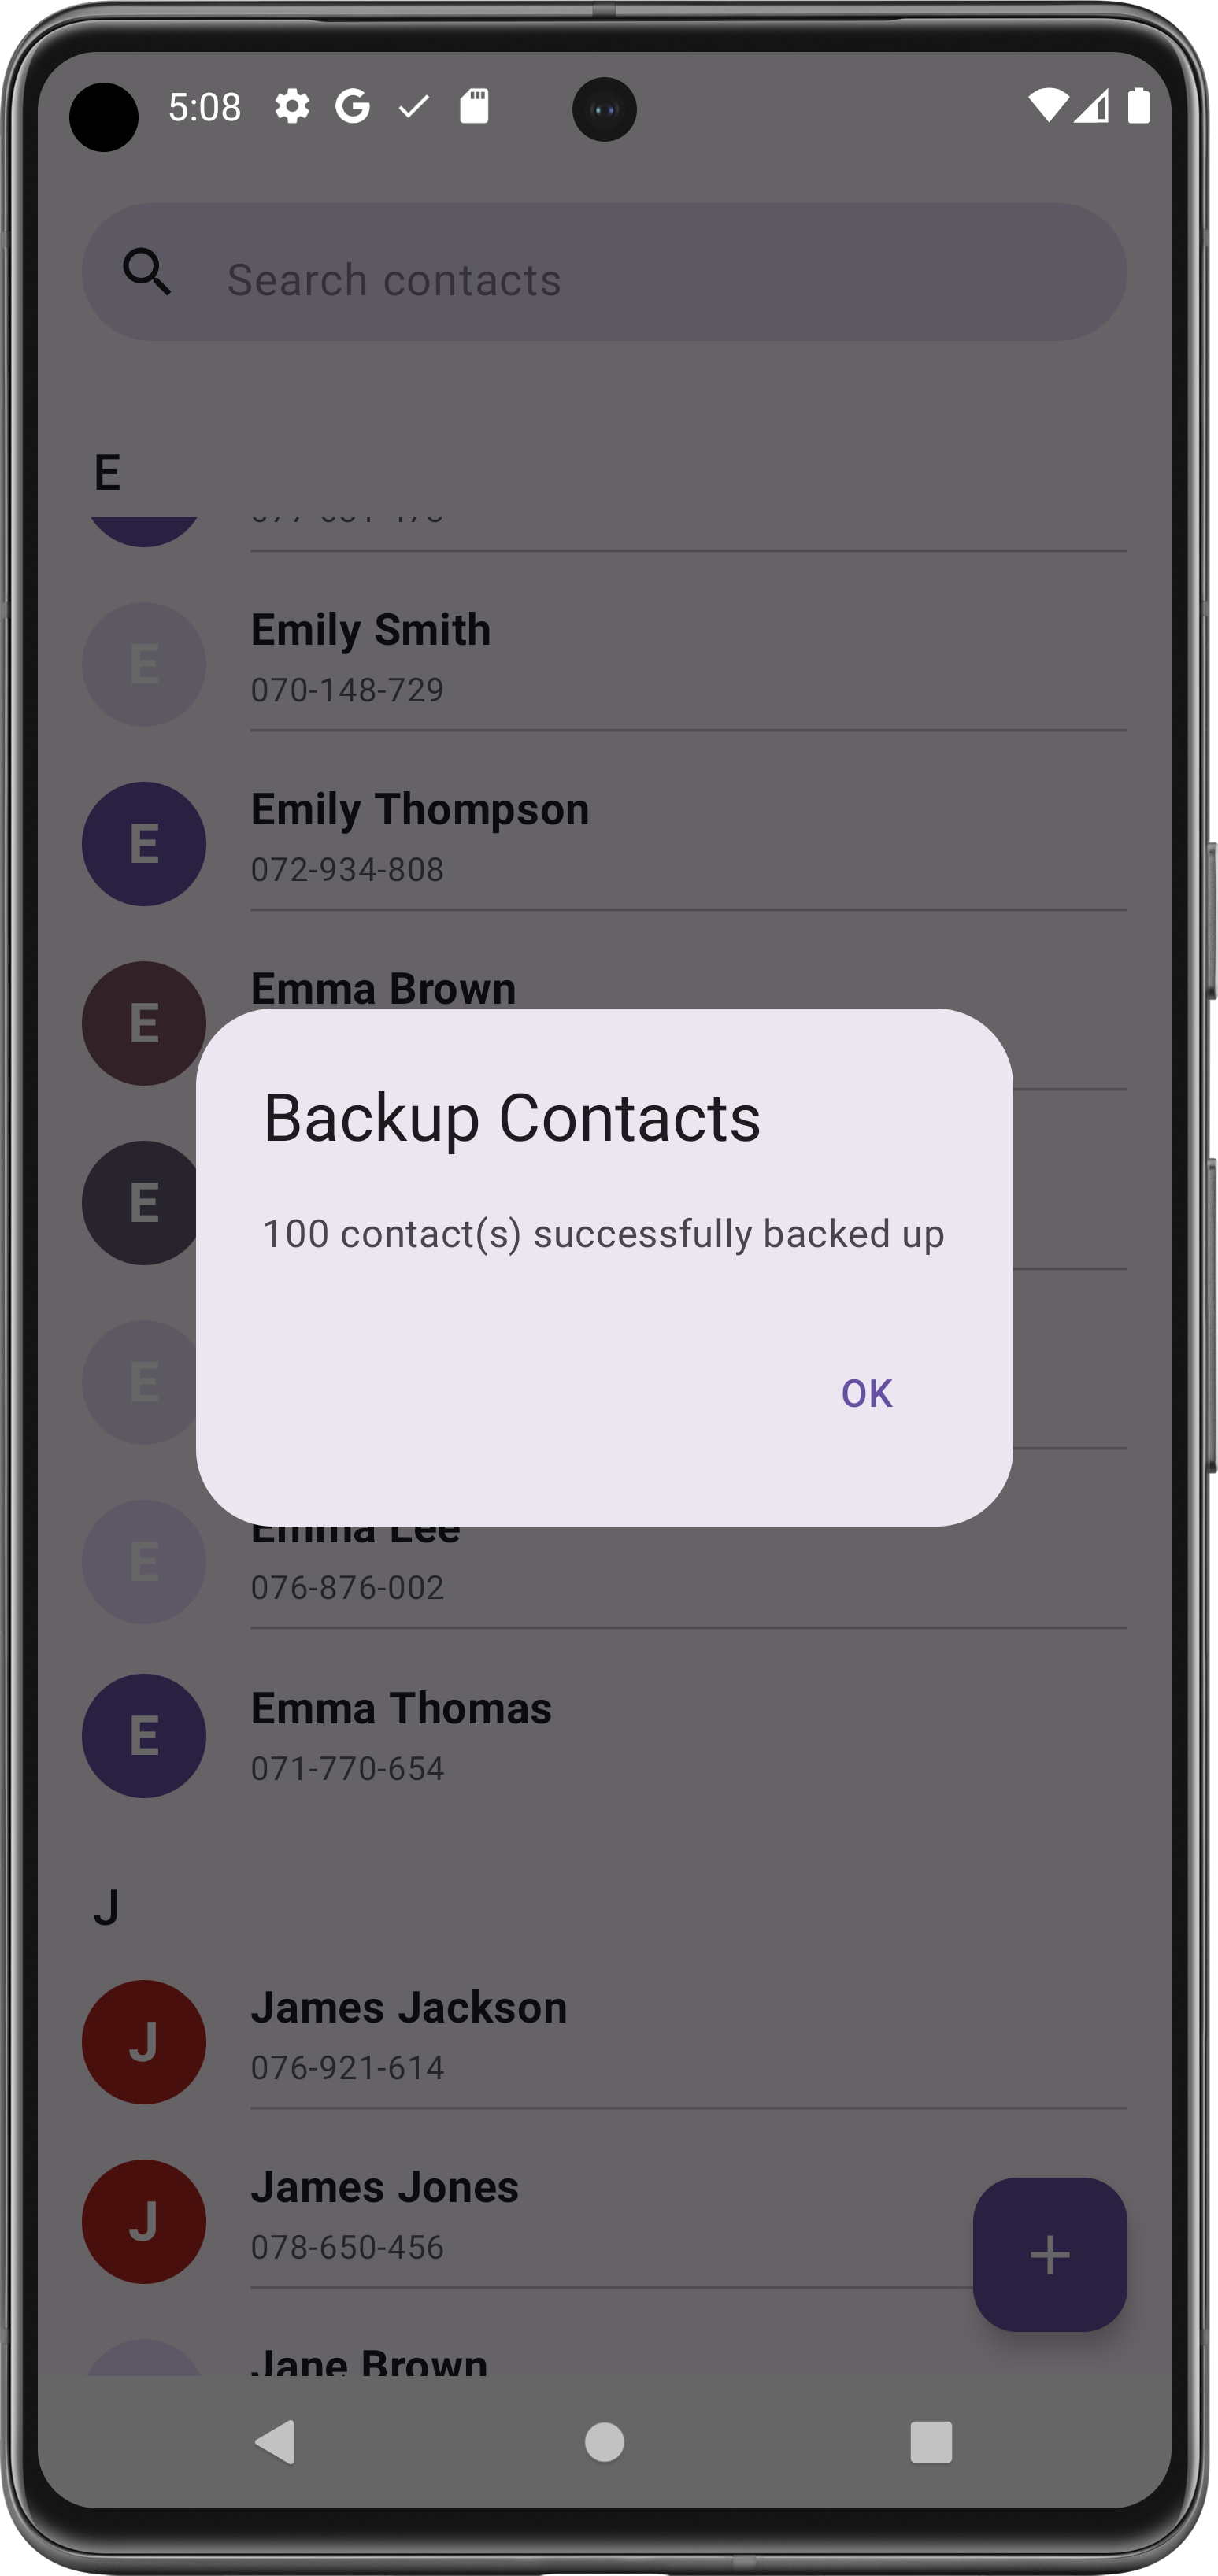 5:08
Search contacts
E
E
Emily Smith
070-148-729
E
Emily Thompson
072-934-808
E
Emma Brown
Backup Contacts
E
100 contact(s) successfully backed up
E
OK
E
Emma Lee
076-876-002
E
Emma Thomas
071-770-654
J
J
James Jackson
076-921-614
J
James Jones
078-650-456
Jane Brown